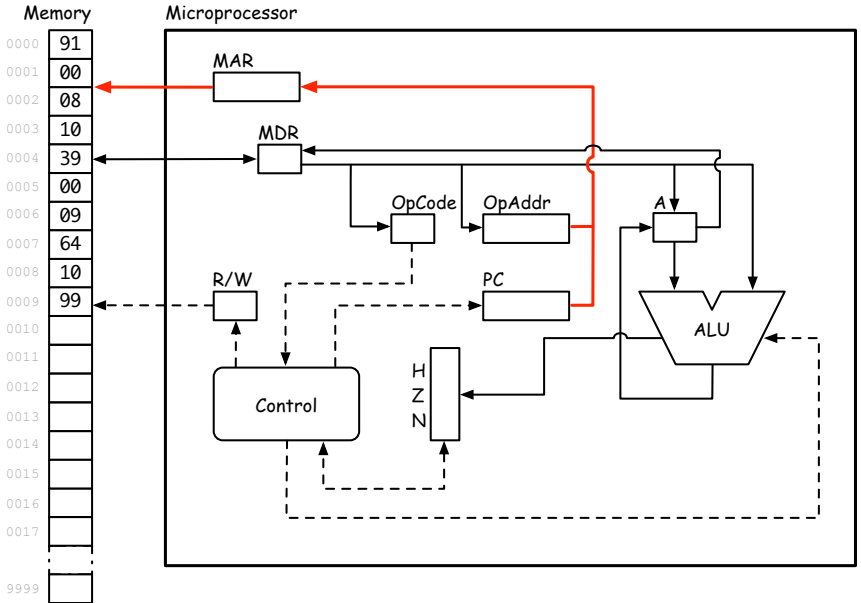 Memory Microprocessor
0000 91
0001 00
0002 08
0003 10
0004 39
0005 00
0006 09
0007 64
0008 10
0009 99
0010
0011
0012
0013
0014
0015
0016
0017
9999
MAR
MDR
OpCode OpAddr A
R/W PC
ALU
H
Z
N
Control